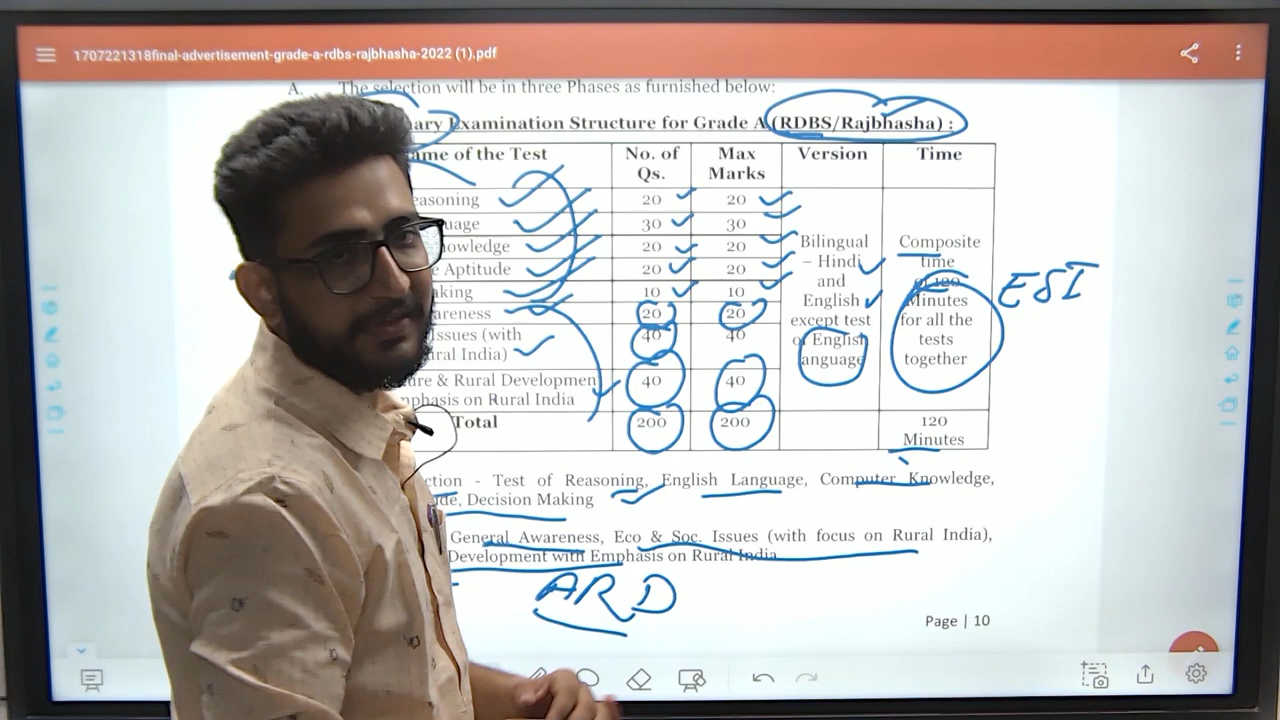 1707221318final-advertisement-grade-a-rdbs-rajbhasha-2022 (1).pdf
A. The selection will be in three Phases as furnished below:
Examination Structure for Grade A (RDBS/Rajbhasha) :
ame of the Test No. of Qs. Max Marks Version Time
easoning 20 20
uage 30 30
nowledge 20 20
e Aptitude 20 20
aking 10 10
areness 20 20
Issues (with
ral India) 40 40
ure & Rural Developmen
mphasis on Rural India 40 40
Bilingual
– Hindi
and
English
except test
of English
anguage
Composite
time
of 120
Minutes
for all the
tests
together
ESI
Total 200 200 120
Minutes
ction - Test of Reasoning, English Language, Computer Knowledge,
de, Decision Making
General Awareness, Eco & Soc. Issues (with focus on Rural India),
Development with Emphasis on Rural India
ARD
Page | 10